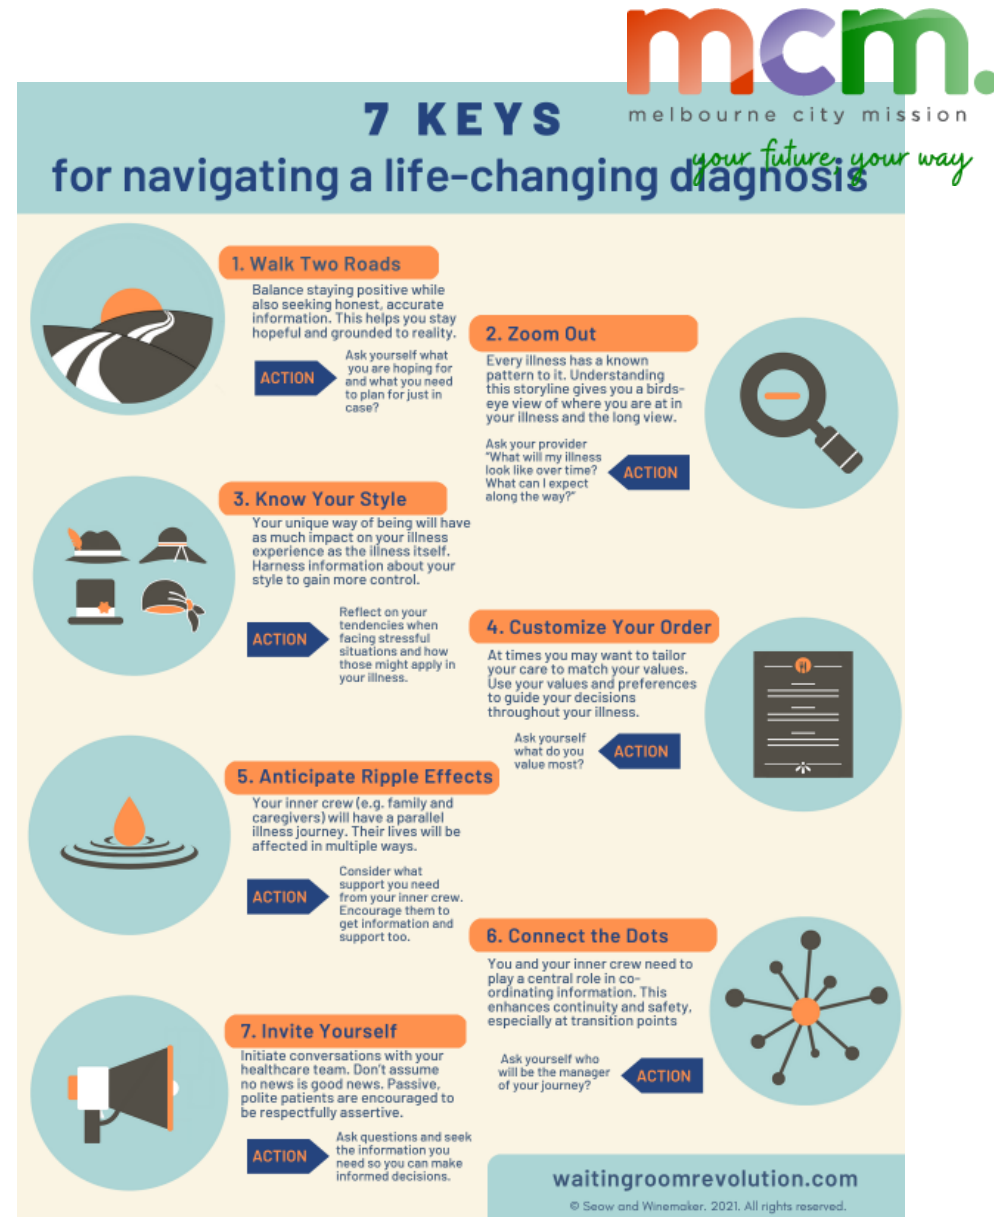 mcm.
melbourne city mission
your future, your way
7 KEYS
for navigating a life-changing diagnosis
1. Walk Two Roads
Balance staying positive while
also seeking honest, accurate
information. This helps you stay
hopeful and grounded to reality.
ACTION
Ask yourself what
you are hoping for
and what you need
to plan for just in
case?
2. Zoom Out
Every illness has a known
pattern to it. Understanding
this storyline gives you a birds-
eye view of where you are at in
your illness and the long view.
Ask your provider
"What will my illness
look like over time?
What can I expect
along the way?"
ACTION
3. Know Your Style
Your unique way of being will have
as much impact on your illness
experience as the illness itself.
Harness information about your
style to gain more control.
ACTION
Reflect on your
tendencies when
facing stressful
situations and how
those might apply in
your illness.
4. Customize Your Order
At times you may want to tailor
your care to match your values.
Use your values and preferences
to guide your decisions
throughout your illness.
Ask yourself
what do you
value most?
ACTION
5. Anticipate Ripple Effects
Your inner crew (e.g. family and
caregivers) will have a parallel
illness journey. Their lives will be
affected in multiple ways.
ACTION
Consider what
support you need
from your inner crew.
Encourage them to
get information and
support too.
6. Connect the Dots
You and your inner crew need to
play a central role in co-
ordinating information. This
enhances continuity and safety,
especially at transition points
Ask yourself who
will be the manager
of your journey?
ACTION
7. Invite Yourself
Initiate conversations with your
healthcare team. Don't assume
no news is good news. Passive,
polite patients are encouraged to
be respectfully assertive.
ACTION
Ask questions and seek
the information you
need so you can make
informed decisions.
waitingroomrevolution.com
© Seow and Winemaker. 2021. All rights reserved.